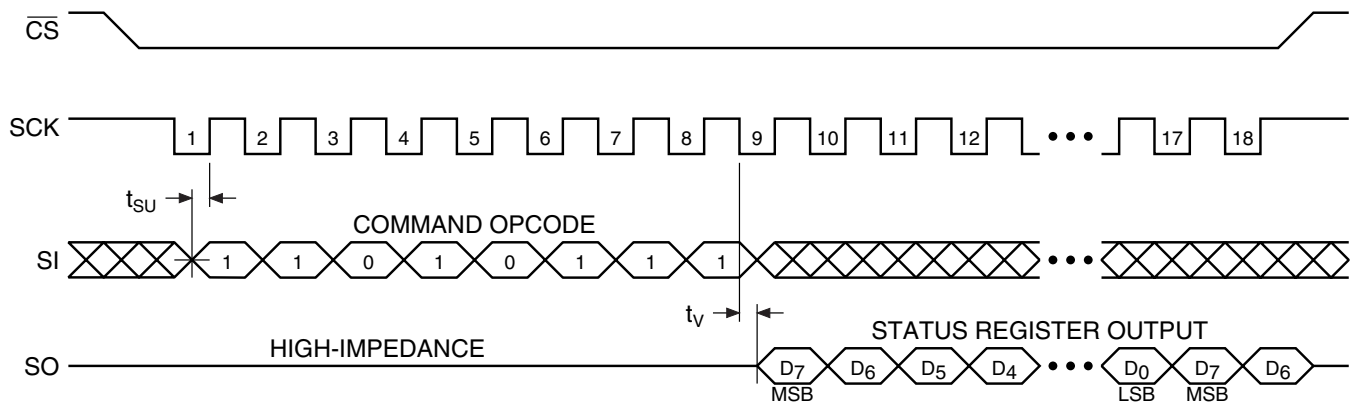 CS
SCK
1 2 3 4 5 6 7 8 9 10 11 12 ••• 17 18
tSU
COMMAND OPCODE
SI
1 1 0 1 0 1 1 1 •••
tV
STATUS REGISTER OUTPUT
HIGH-IMPEDANCE
SO
D7 D6 D5 D4 ••• D0 D7 D6
MSB LSB MSB